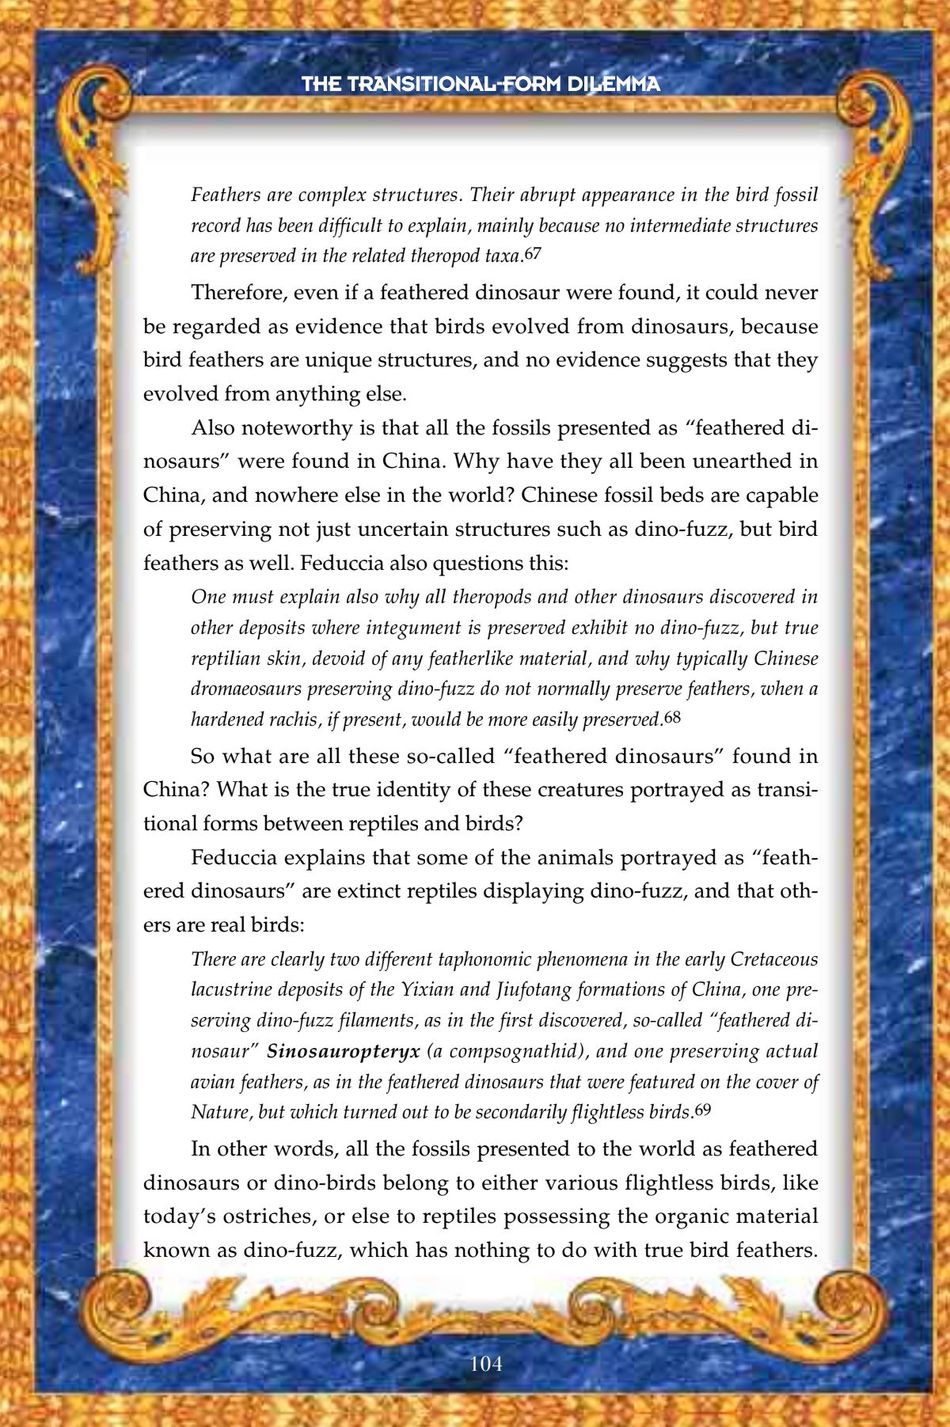 THE TRANSITIONAL-FORM DILEMMA
Feathers are complex structures. Their abrupt appearance in the bird fossil
record has been difficult to explain, mainly because no intermediate structures
are preserved in the related theropod taxa.67
Therefore, even if a feathered dinosaur were found, it could never
be regarded as evidence that birds evolved from dinosaurs, because
bird feathers are unique structures, and no evidence suggests that they
evolved from anything else.
Also noteworthy is that all the fossils presented as “feathered di-
nosaurs” were found in China. Why have they all been unearthed in
China, and nowhere else in the world? Chinese fossil beds are capable
of preserving not just uncertain structures such as dino-fuzz, but bird
feathers as well. Feduccia also questions this:
One must explain also why all theropods and other dinosaurs discovered in
other deposits where integument is preserved exhibit no dino-fuzz, but true
reptilian skin, devoid of any featherlike material, and why typically Chinese
dromaeosaurs preserving dino-fuzz do not normally preserve feathers, when a
hardened rachis, if present, would be more easily preserved.68
So what are all these so-called “feathered dinosaurs” found in
China? What is the true identity of these creatures portrayed as transi-
tional forms between reptiles and birds?
Feduccia explains that some of the animals portrayed as “feath-
ered dinosaurs” are extinct reptiles displaying dino-fuzz, and that oth-
ers are real birds:
There are clearly two different taphonomic phenomena in the early Cretaceous
lacustrine deposits of the Yixian and Jiufotang formations of China, one pre-
serving dino-fuzz filaments, as in the first discovered, so-called “feathered di-
nosaur” Sinosauropteryx (a compsognathid), and one preserving actual
avian feathers, as in the feathered dinosaurs that were featured on the cover of
Nature, but which turned out to be secondarily flightless birds.69
In other words, all the fossils presented to the world as feathered
dinosaurs or dino-birds belong to either various flightless birds, like
today’s ostriches, or else to reptiles possessing the organic material
known as dino-fuzz, which has nothing to do with true bird feathers.
104